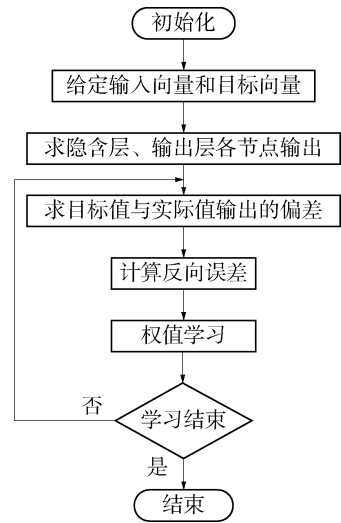 初始化
给定输入向量和目标向量
求隐含层、输出层各节点输出
求目标值与实际值输出的偏差
计算反向误差
权值学习
否
学习结束
是
结束